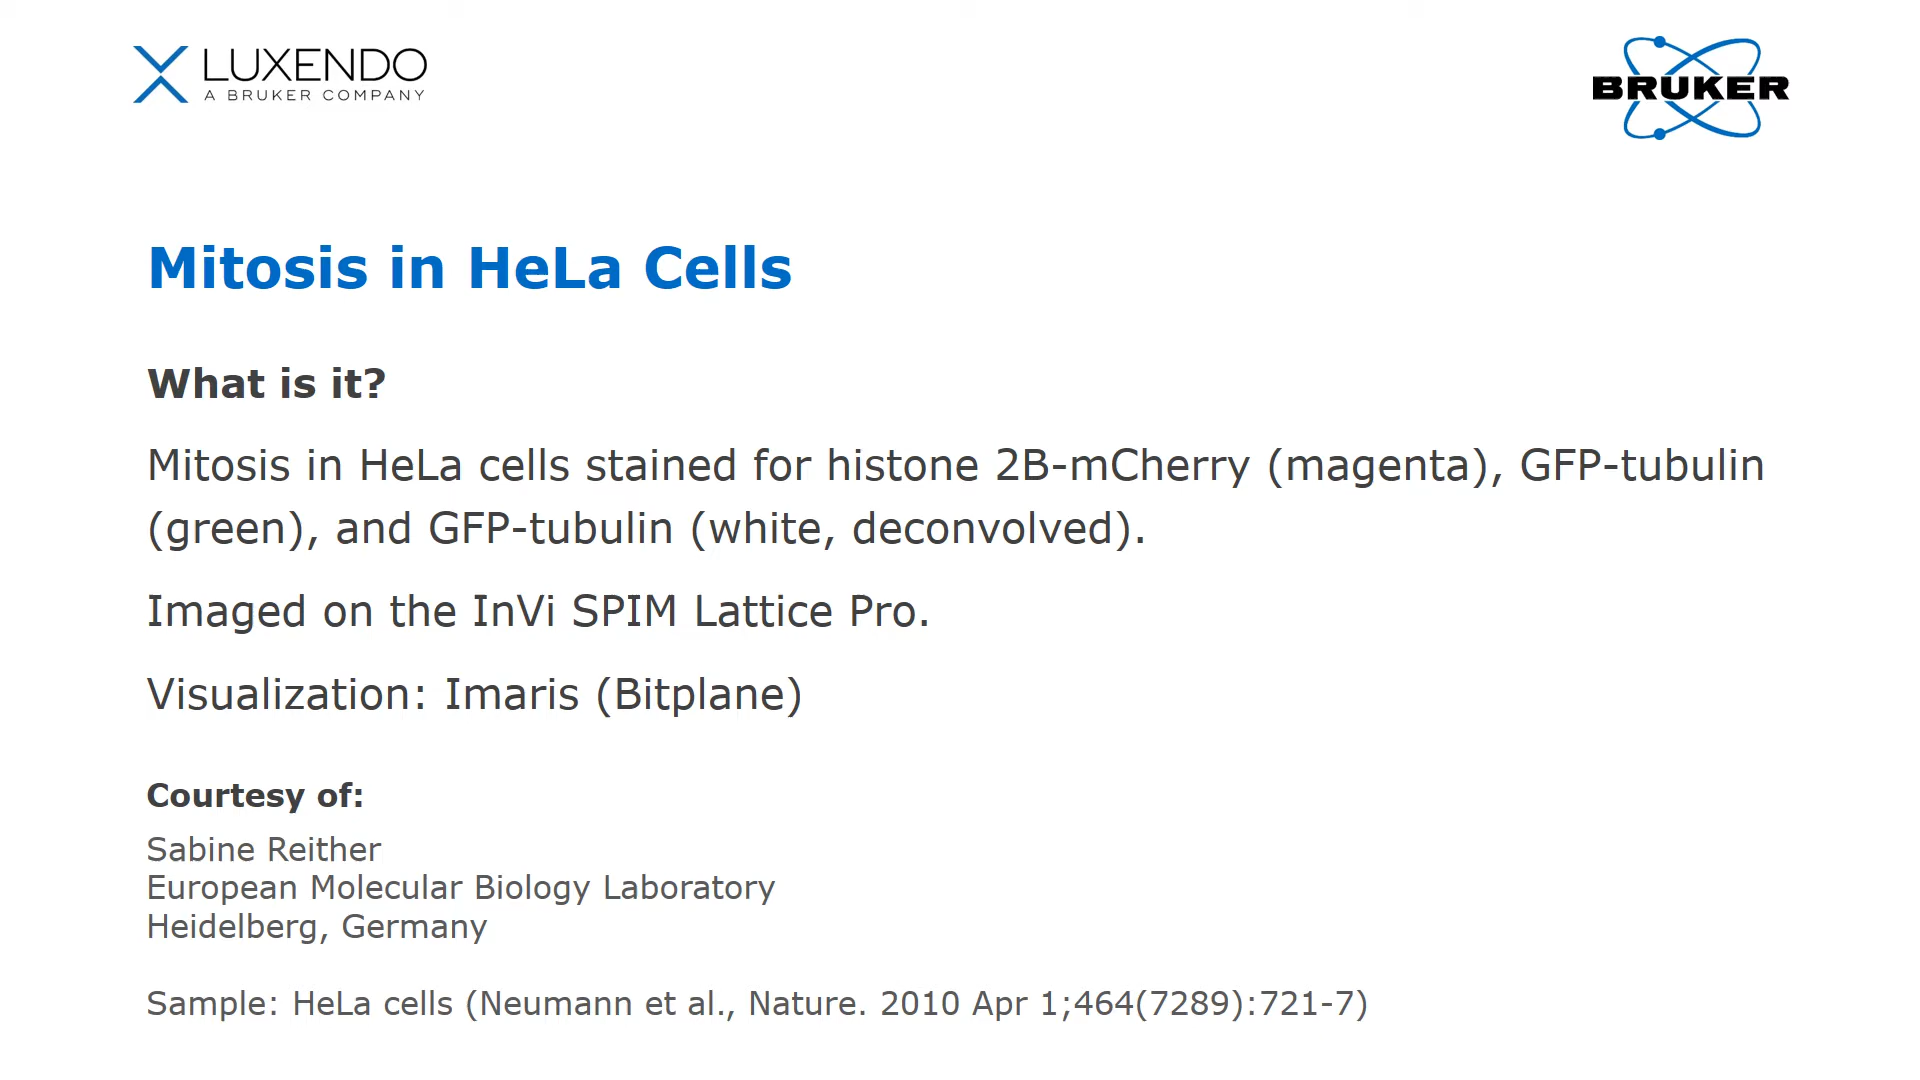 LUXENDO
A BRUKER COMPANY
BRUKER
Mitosis in HeLa Cells
What is it?
Mitosis in HeLa cells stained for histone 2B-mCherry (magenta), GFP-tubulin
(green), and GFP-tubulin (white, deconvolved).
Imaged on the InVi SPIM Lattice Pro.
Visualization: Imaris (Bitplane)
Courtesy of:
Sabine Reither
European Molecular Biology Laboratory
Heidelberg, Germany
Sample: HeLa cells (Neumann et al., Nature. 2010 Apr 1;464(7289):721-7)